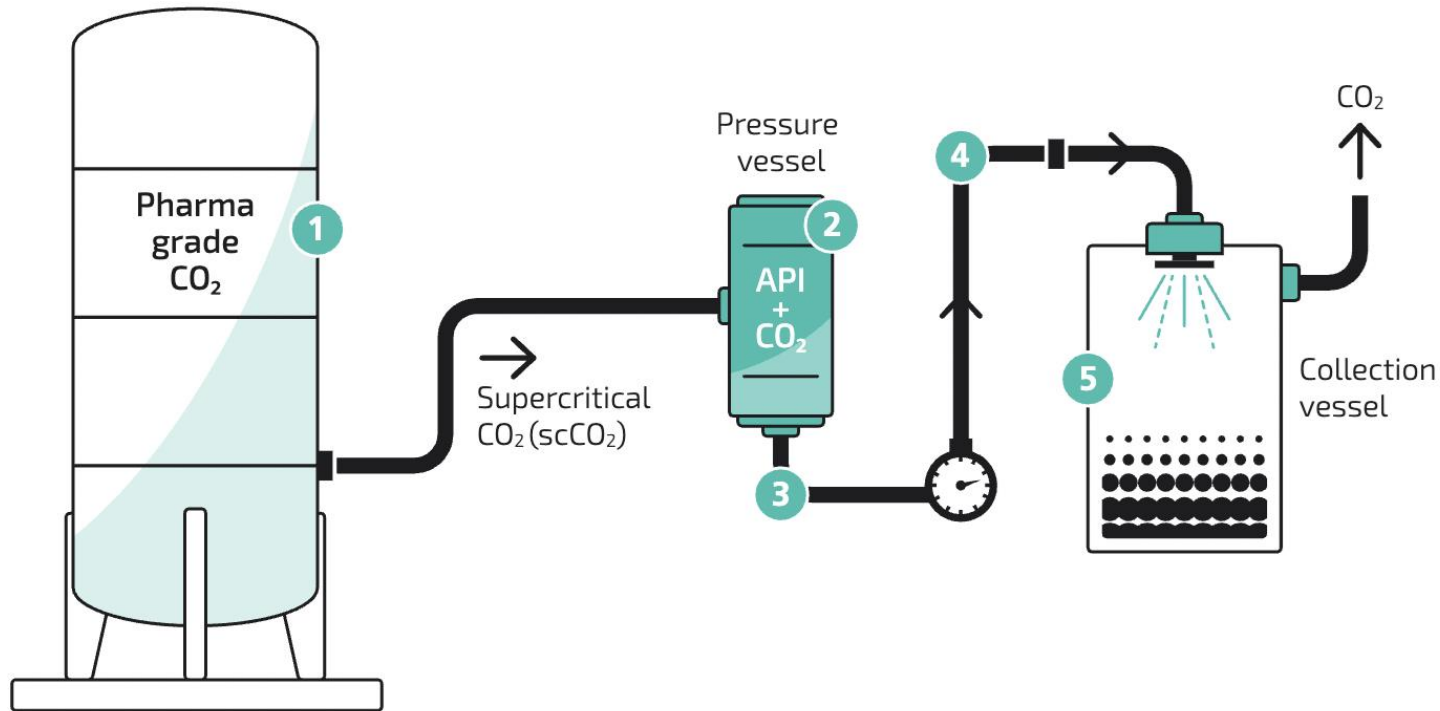 Pharma
grade
CO₂
1
Supercritical
CO₂ (scCO₂)
Pressure
vessel
2
API
+
CO₂
3
4
CO₂
5
Collection
vessel